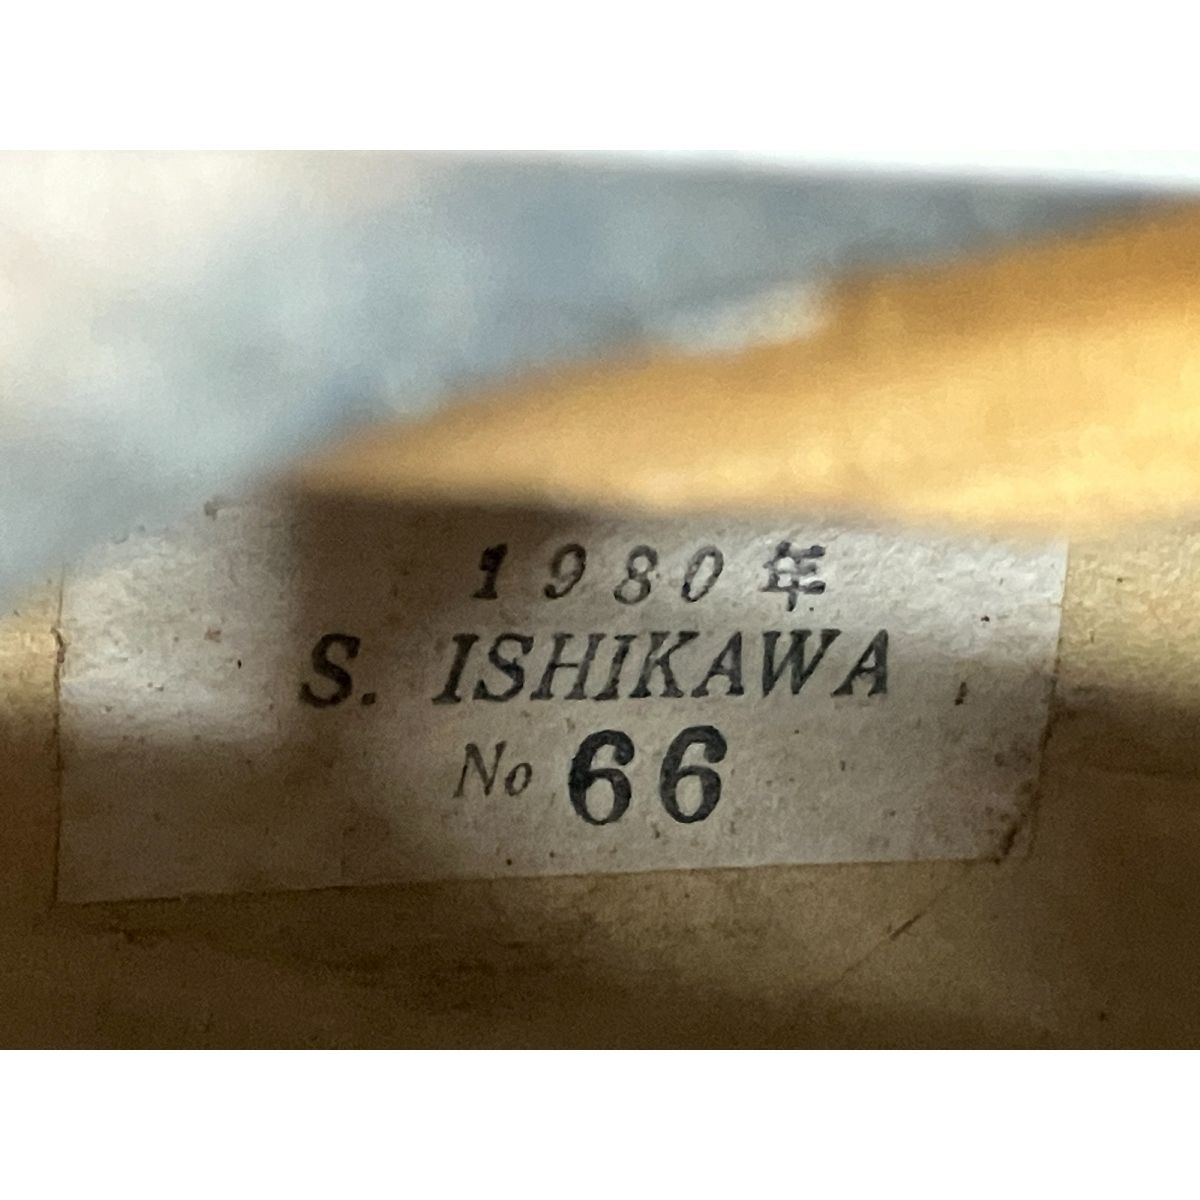 1980年
S. ISHIKAWA
No 66